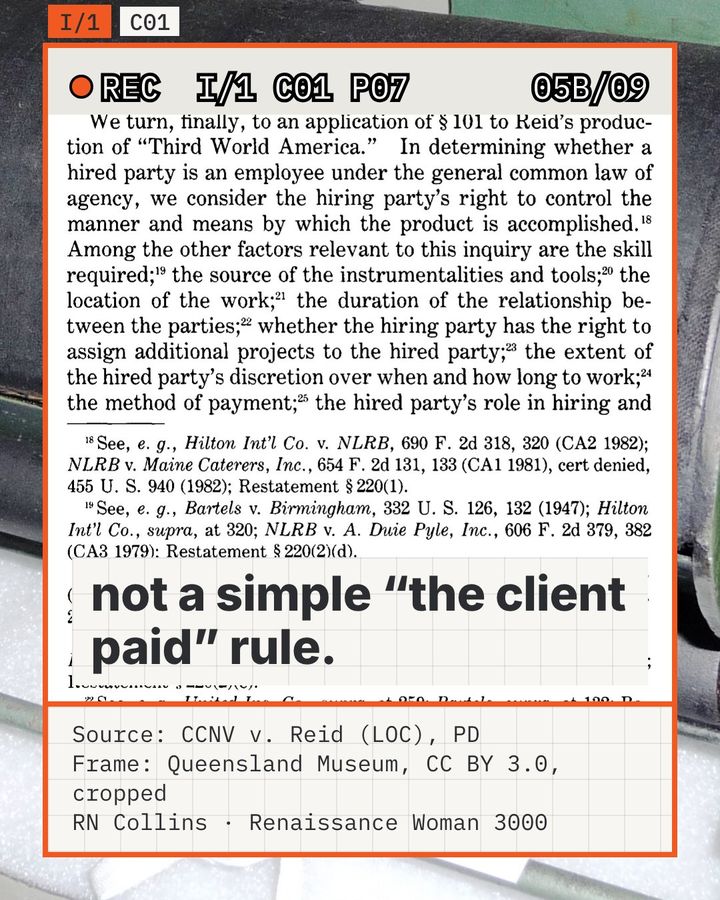 I/1 C01
REC I/1 C01 P07 05B/09
We turn, finally, to an application of § 101 to Reid's produc-
tion of “Third World America.” In determining whether a
hired party is an employee under the general common law of
agency, we consider the hiring party's right to control the
manner and means by which the product is accomplished.¹⁸
Among the other factors relevant to this inquiry are the skill
required;¹⁹ the source of the instrumentalities and tools;²⁰ the
location of the work;²¹ the duration of the relationship be-
tween the parties;²² whether the hiring party has the right to
assign additional projects to the hired party;²³ the extent of
the hired party's discretion over when and how long to work;²⁴
the method of payment;²⁵ the hired party's role in hiring and
¹⁸ See, e. g., Hilton Int'l Co. v. NLRB, 690 F. 2d 318, 320 (CA2 1982);
NLRB v. Maine Caterers, Inc., 654 F. 2d 131, 133 (CA1 1981), cert denied,
455 U. S. 940 (1982); Restatement § 220(1).
¹⁹ See, e. g., Bartels v. Birmingham, 332 U. S. 126, 132 (1947); Hilton
Int'l Co., supra, at 320; NLRB v. A. Duie Pyle, Inc., 606 F. 2d 379, 382
(CA3 1979); Restatement § 220(2)(d).
not a simple “the client
paid” rule.
Source: CCNV v. Reid (LOC), PD
Frame: Queensland Museum, CC BY 3.0,
cropped
RN Collins · Renaissance Woman 3000